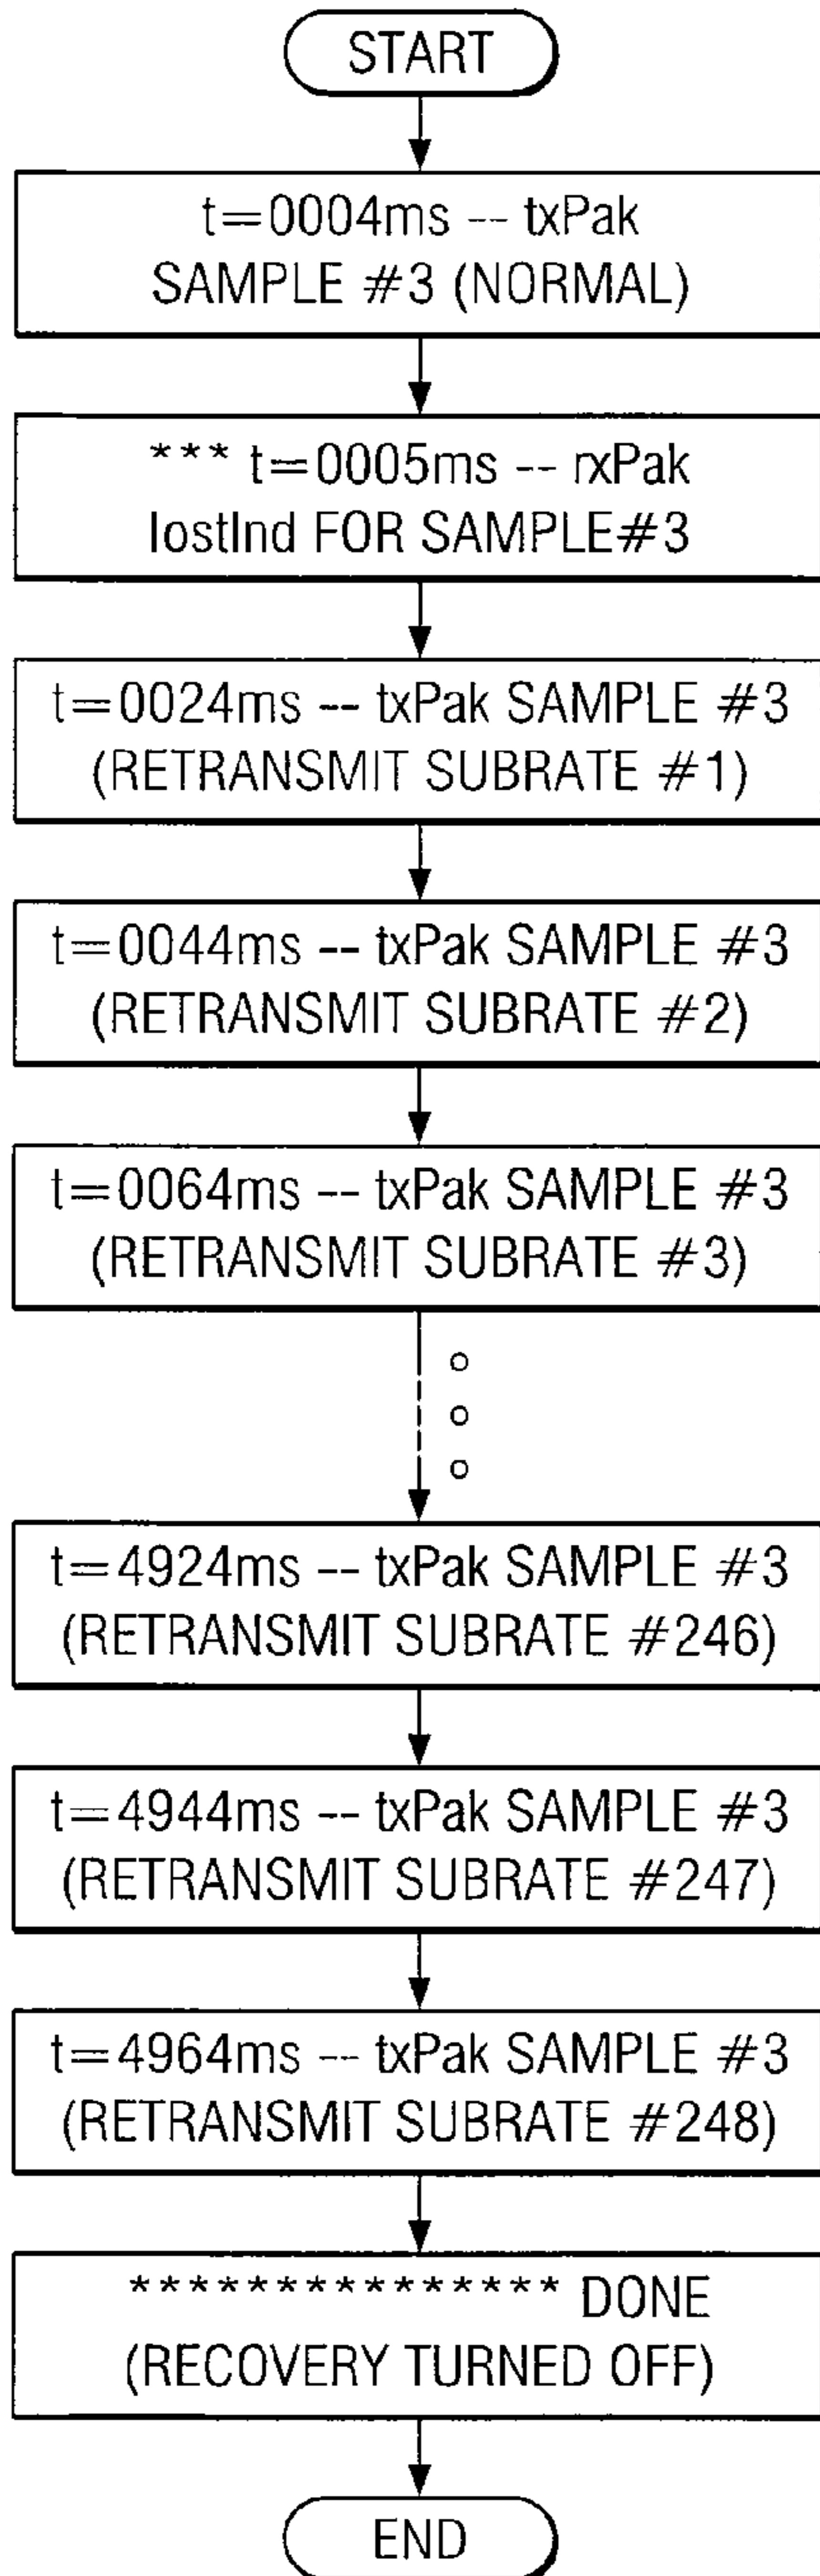 START
t=0004ms -- txPak
SAMPLE #3 (NORMAL)
*** t=0005ms -- rxPak
lostInd FOR SAMPLE#3
t=0024ms -- txPak SAMPLE #3
(RETRANSMIT SUBRATE #1)
t=0044ms -- txPak SAMPLE #3
(RETRANSMIT SUBRATE #2)
t=0064ms -- txPak SAMPLE #3
(RETRANSMIT SUBRATE #3)
t=4924ms -- txPak SAMPLE #3
(RETRANSMIT SUBRATE #246)
t=4944ms -- txPak SAMPLE #3
(RETRANSMIT SUBRATE #247)
t=4964ms -- txPak SAMPLE #3
(RETRANSMIT SUBRATE #248)
*************** DONE
(RECOVERY TURNED OFF)
END